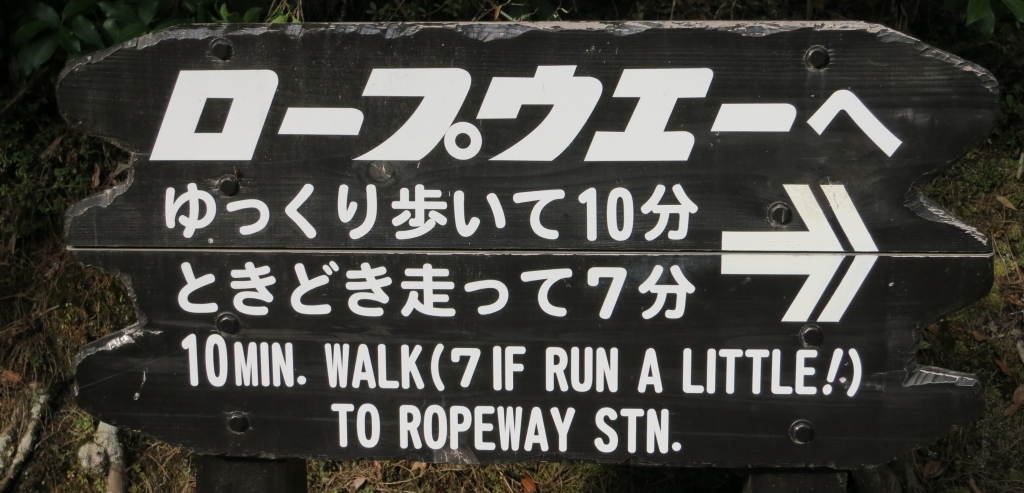 ロープウエーへ
ゆっくり歩いて10分
ときどき走って7分
10MIN. WALK(7 IF RUN A LITTLE!)
TO ROPEWAY STN.